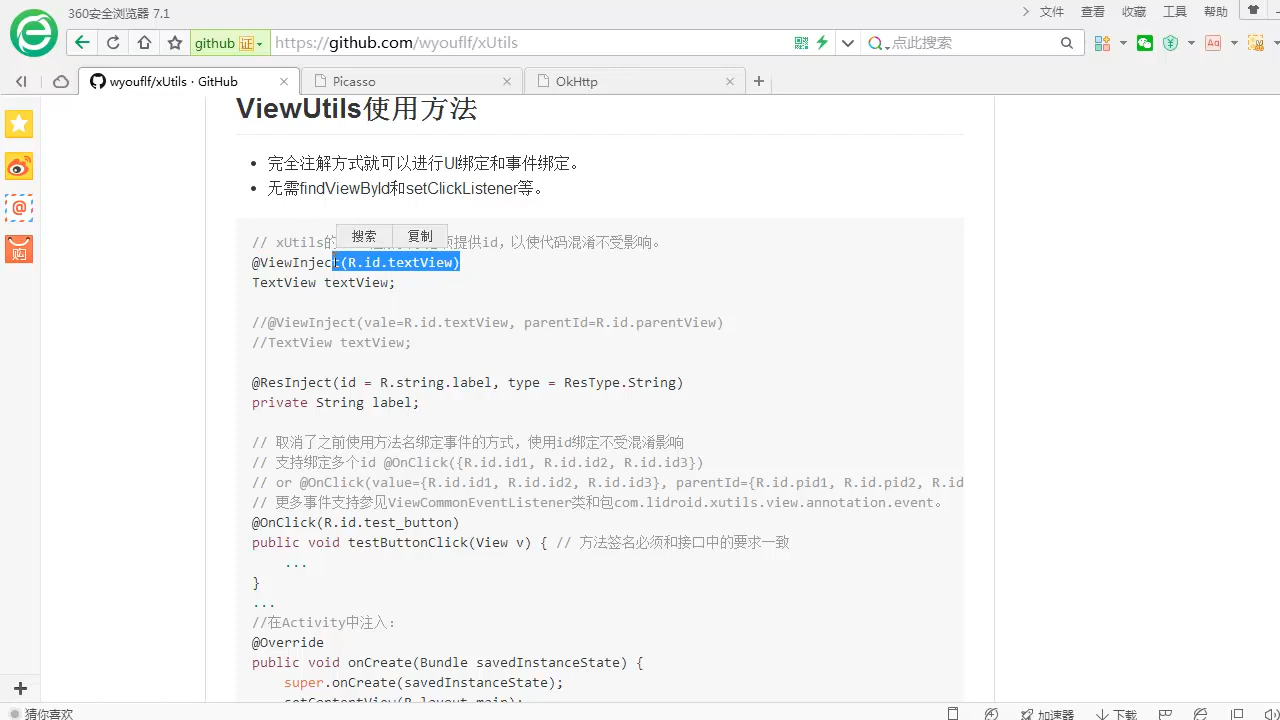 360安全浏览器 7.1
文件 查看 收藏 工具 帮助
github 证 https://github.com/wyouflf/xUtils 点此搜索
wyouflf/xUtils · GitHub Picasso OkHttp
ViewUtils使用方法
完全注解方式就可以进行UI绑定和事件绑定。
无需findViewById和setClickListener等。
搜索 复制
// xUtils的 提供id，以使代码混淆不受影响。
@ViewInject(R.id.textView)
TextView textView;
//@ViewInject(vale=R.id.textView, parentId=R.id.parentView)
//TextView textView;
@ResInject(id = R.string.label, type = ResType.String)
private String label;
// 取消了之前使用方法名绑定事件的方式，使用id绑定不受混淆影响
// 支持绑定多个id @OnClick({R.id.id1, R.id.id2, R.id.id3})
// or @OnClick(value={R.id.id1, R.id.id2, R.id.id3}, parentId={R.id.pid1, R.id.pid2, R.id
// 更多事件支持参见ViewCommonEventListener类和包com.lidroid.xutils.view.annotation.event。
@OnClick(R.id.test_button)
public void testButtonClick(View v) { // 方法签名必须和接口中的要求一致
...
}
...
//在Activity中注入：
@Override
public void onCreate(Bundle savedInstanceState) {
super.onCreate(savedInstanceState);
setContentView(R.layout.main);
猜你喜欢 加速器 下载